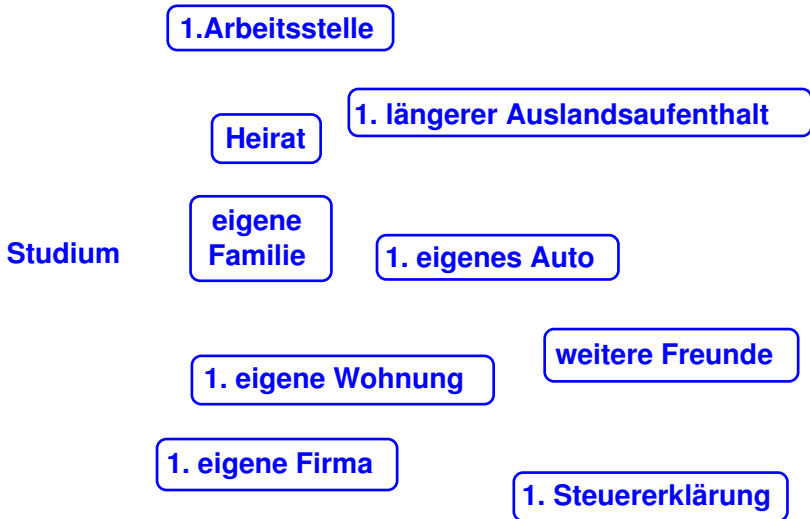 1.Arbeitsstelle
1. längerer Auslandsaufenthalt
Heirat
eigene
Familie
Studium
1. eigenes Auto
weitere Freunde
1. eigene Wohnung
1. eigene Firma
1. Steuererklärung